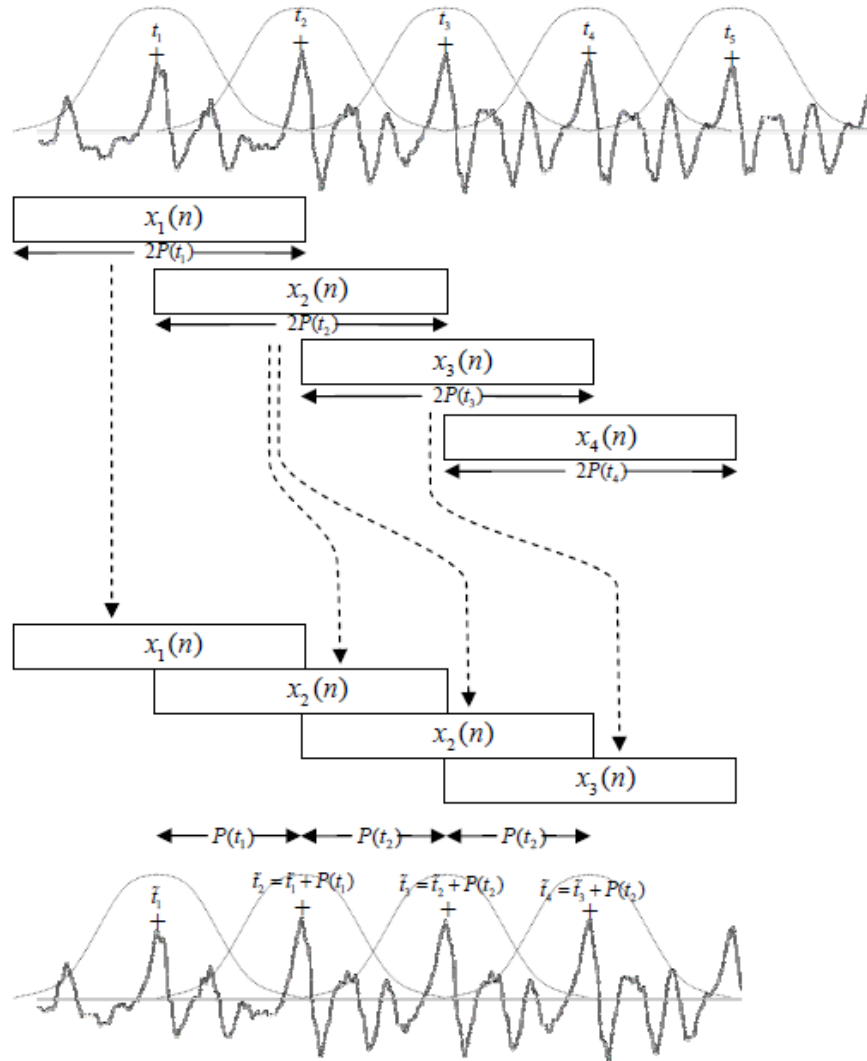 t₁ t₂ t₃ t₄ t₅
x₁(n)
2P(t₁)
x₂(n)
2P(t₂)
x₃(n)
2P(t₃)
x₄(n)
2P(t₄)
x₁(n)
x₂(n)
x₂(n)
x₃(n)
P(t₁) P(t₂) P(t₂)
t̃₁ t̃₂ = t̃₁ + P(t₁) t̃₃ = t̃₂ + P(t₂) t̃₄ = t̃₃ + P(t₂)